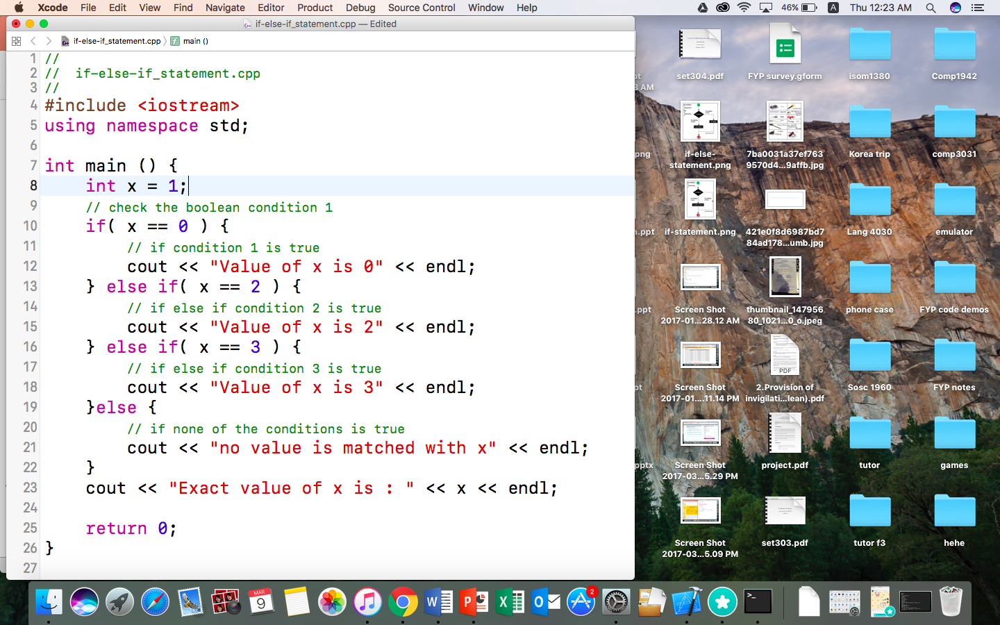 Xcode File Edit View Find Navigate Editor Product Debug Source Control Window Help 46% A Thu 12:23 AM
if-else-if_statement.cpp — Edited
if-else-if_statement.cpp main ()
1 //
2 //  if-else-if_statement.cpp
3 //
4 #include <iostream>
5 using namespace std;
6
7 int main () {
8     int x = 1;
9     // check the boolean condition 1
10     if( x == 0 ) {
11         // if condition 1 is true
12         cout << "Value of x is 0" << endl;
13     } else if( x == 2 ) {
14         // if else if condition 2 is true
15         cout << "Value of x is 2" << endl;
16     } else if( x == 3 ) {
17         // if else if condition 3 is true
18         cout << "Value of x is 3" << endl;
19     }else {
20         // if none of the conditions is true
21         cout << "no value is matched with x" << endl;
22     }
23     cout << "Exact value of x is : " << x << endl;
24
25     return 0;
26 }
27
set304.pdf FYP survey.gform isom1380 Comp1942
3 AM
png if-else-statement.png 7ba0031a37ef763
9570d4...9affb.jpg Korea trip comp3031
.ppt if-statement.png 421e0f8d6987bd7
84ad178...umb.jpg Lang 4030 emulator
.ppt Screen Shot
2017-01...28.12 AM thumbnail_147956
80_1021...0_o.jpeg phone case FYP code demos
Screen Shot
2017-01....11.14 PM PDF 2.Provision of
invigilati...lean).pdf Sosc 1960 FYP notes
pptx Screen Shot
2017-03...5.29 PM project.pdf tutor games
Screen Shot
2017-03...5.09 PM set303.pdf tutor f3 hehe
MAR
9
2